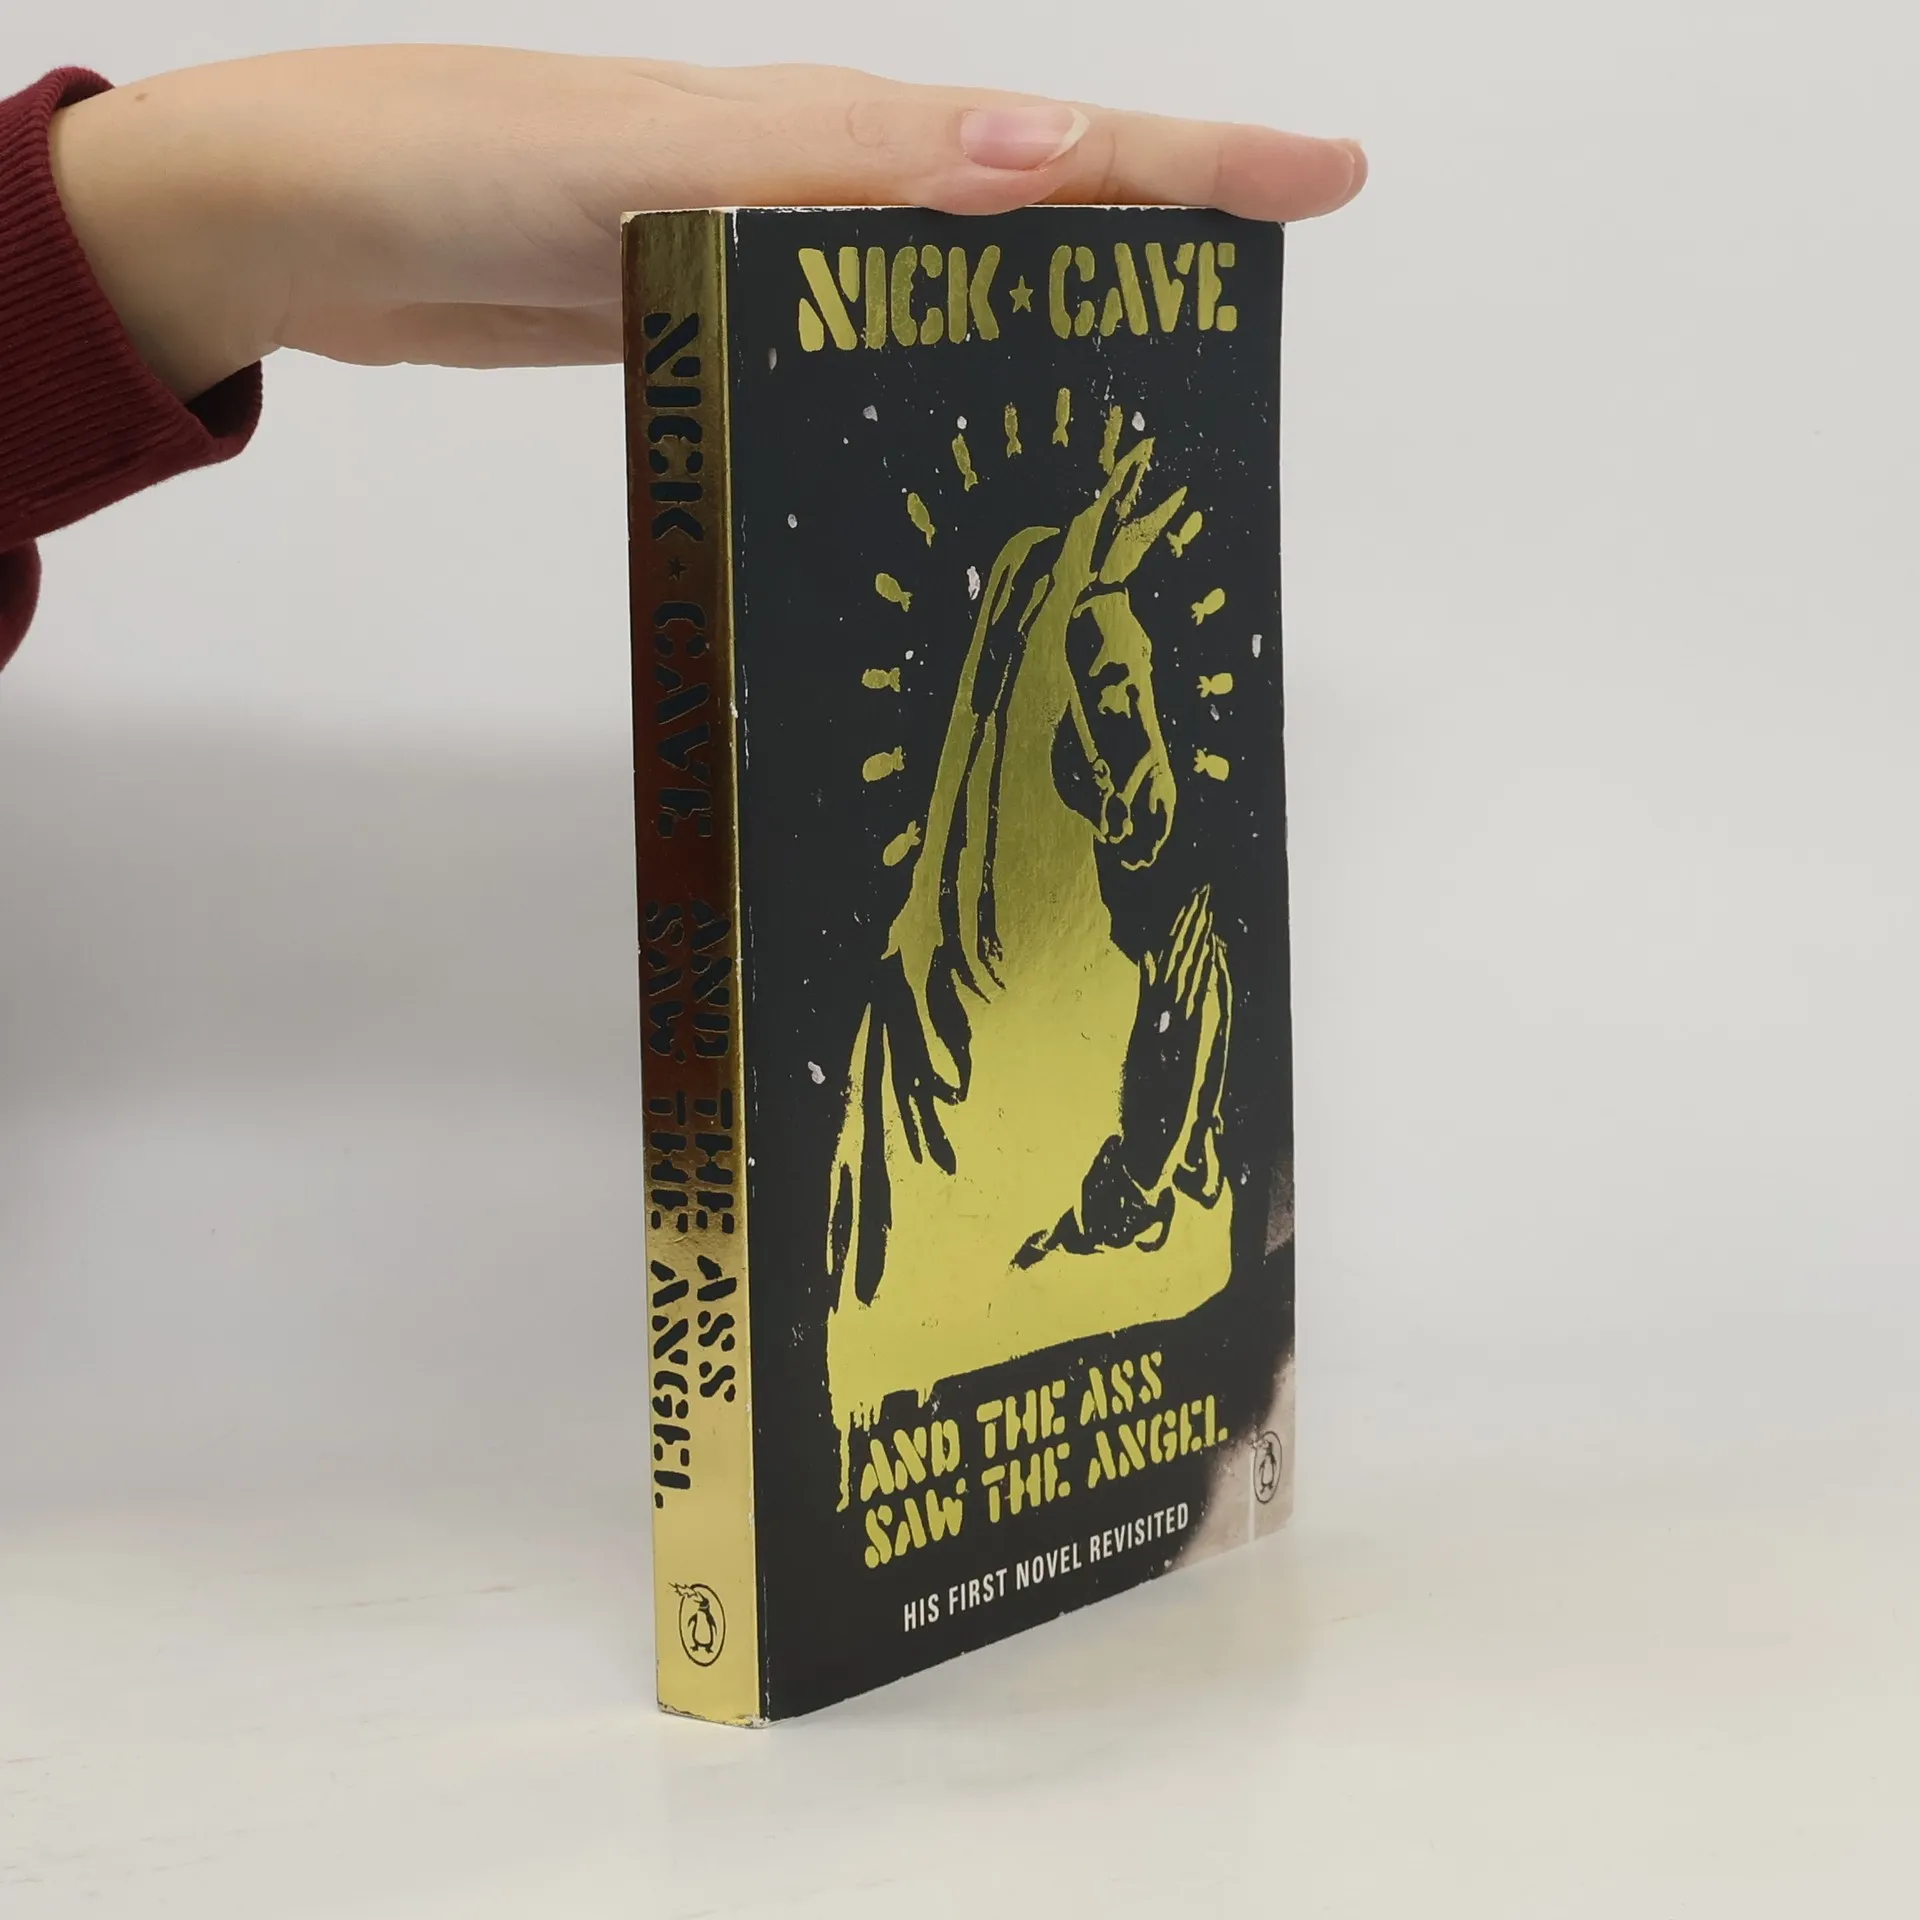 NICK ★ CAVE
AND THE ASS
SAW THE ANGEL
NICK ★ CAVE
AND THE ASS
SAW THE ANGEL
HIS FIRST NOVEL REVISITED